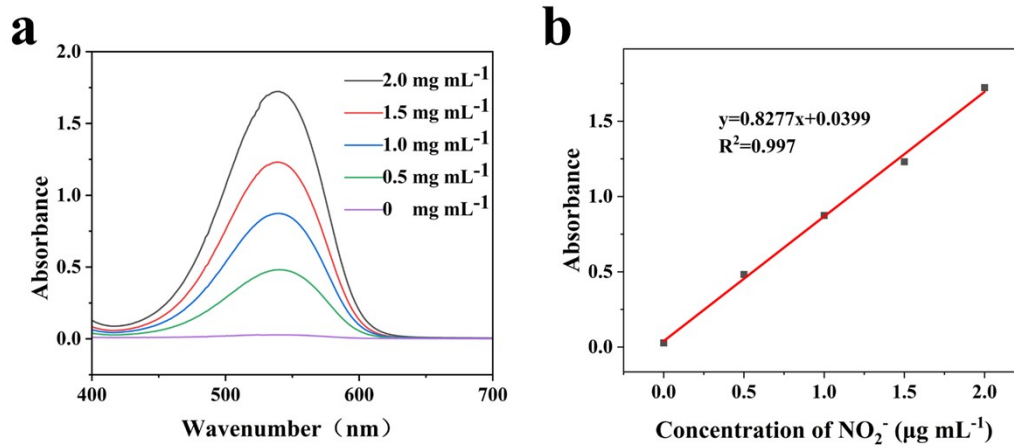 a
2.0
1.5
1.0
0.5
0.0
Absorbance
400
500
600
700
Wavenumber（nm）
2.0 mg mL⁻¹
1.5 mg mL⁻¹
1.0 mg mL⁻¹
0.5 mg mL⁻¹
0 mg mL⁻¹
b
1.5
1.0
0.5
0.0
Absorbance
y=0.8277x+0.0399
R²=0.997
0.0
0.5
1.0
1.5
2.0
Concentration of NO₂⁻ (μg mL⁻¹)